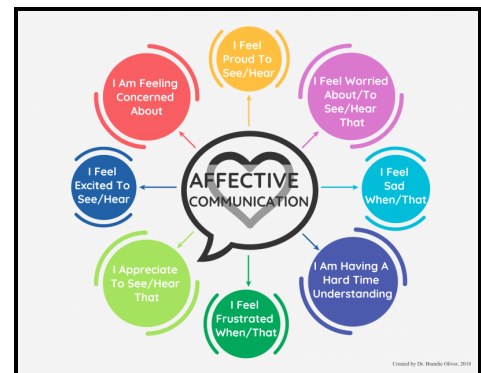 I Feel
Proud To
See/Hear
I Feel Worried
About/To
See/Hear
That
I Feel
Sad
When/That
I Am Having A
Hard Time
Understanding
I Feel
Frustrated
When/That
I Appreciate
To See/Hear
That
I Feel
Excited To
See/Hear
I Am Feeling
Concerned
About
AFFECTIVE
COMMUNICATION
Created by Dr. Brandie Oliver, 2018